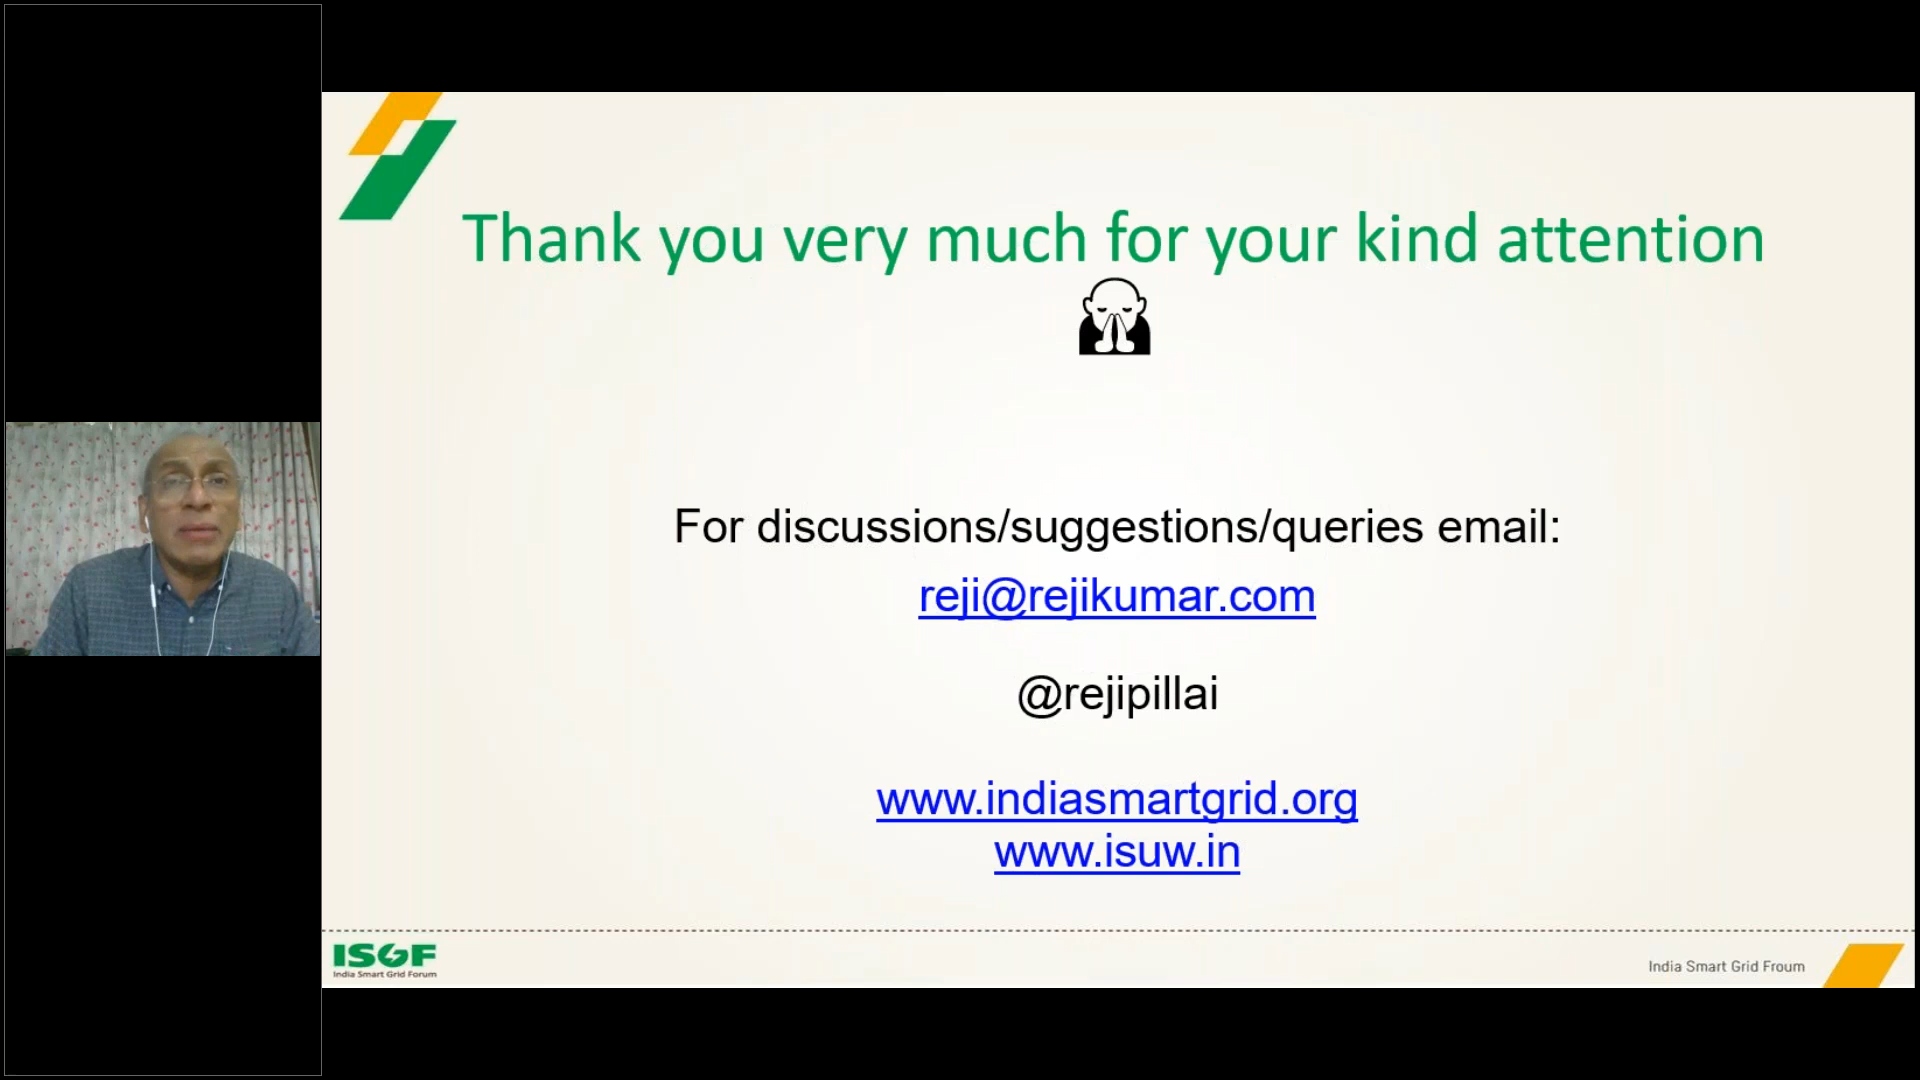 Thank you very much for your kind attention
For discussions/suggestions/queries email:
reji@rejikumar.com
@rejipillai
www.indiasmartgrid.org
www.isuw.in
ISGF
India Smart Grid Forum
India Smart Grid Froum